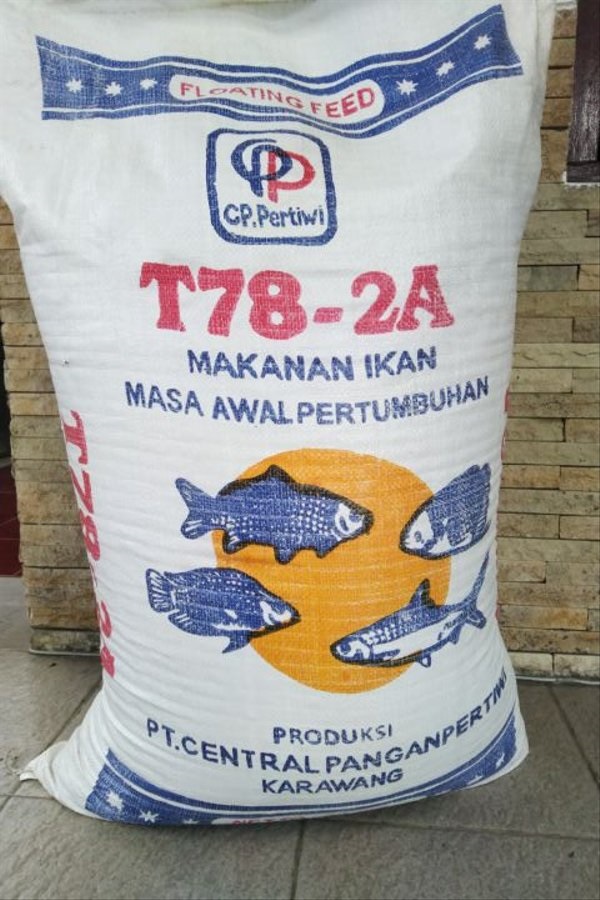 FLOATING FEED
CP.Pertiwi
T78-2A
MAKANAN IKAN
MASA AWAL PERTUMBUHAN
PRODUKSI
PT.CENTRAL PANGANPERTIWI
KARAWANG